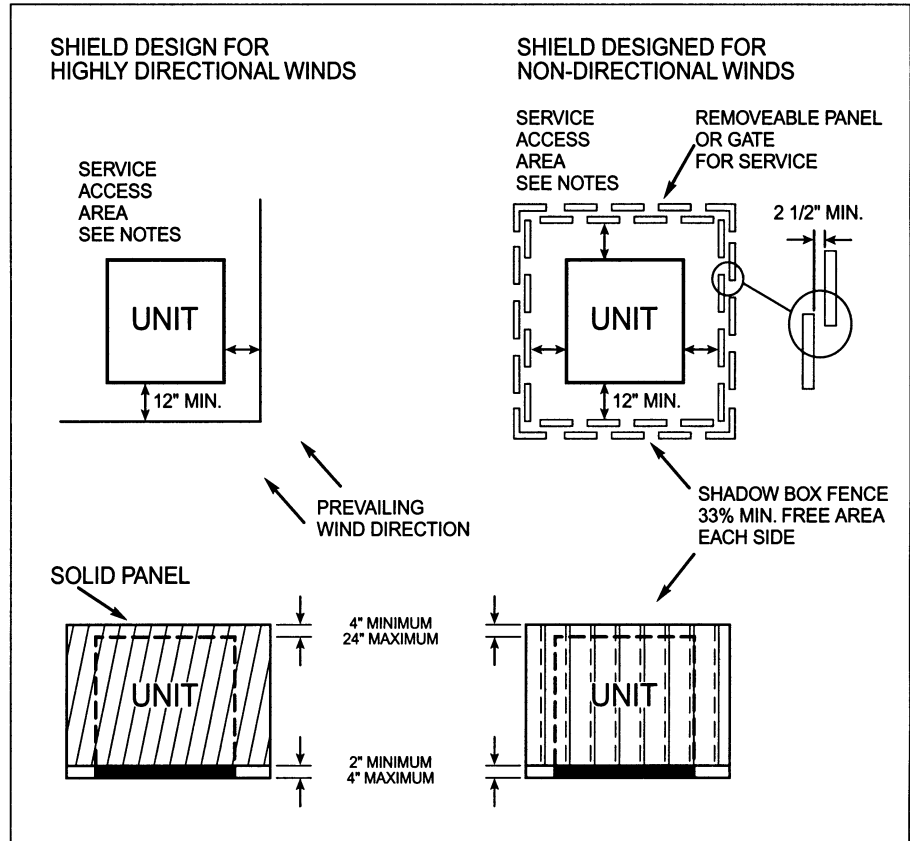 SHIELD DESIGN FOR
HIGHLY DIRECTIONAL WINDS
SERVICE
ACCESS
AREA
SEE NOTES
UNIT
12" MIN.
PREVAILING
WIND DIRECTION
SHIELD DESIGNED FOR
NON-DIRECTIONAL WINDS
SERVICE
ACCESS
AREA
SEE NOTES
REMOVEABLE PANEL
OR GATE
FOR SERVICE
2 1/2" MIN.
UNIT
12" MIN.
SHADOW BOX FENCE
33% MIN. FREE AREA
EACH SIDE
SOLID PANEL
UNIT
4" MINIMUM
24" MAXIMUM
2" MINIMUM
4" MAXIMUM
UNIT